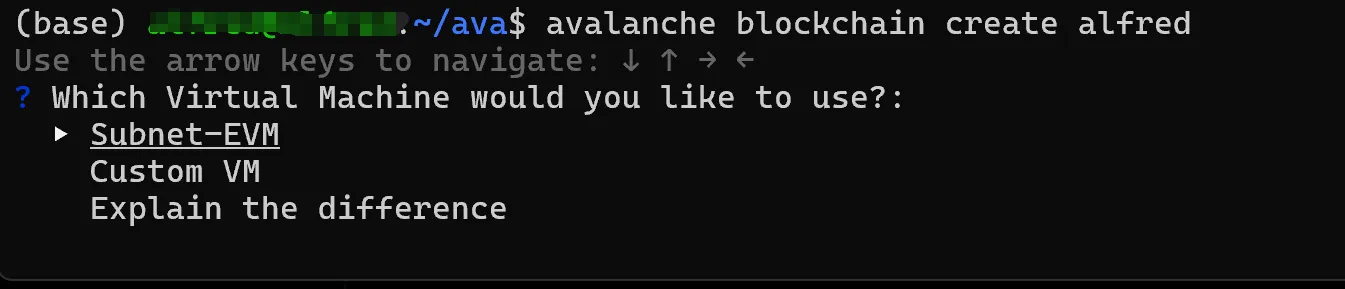 (base) :~/ava$ avalanche blockchain create alfred
Use the arrow keys to navigate: ↓ ↑ → ←
? Which Virtual Machine would you like to use?:
▸ Subnet-EVM
Custom VM
Explain the difference